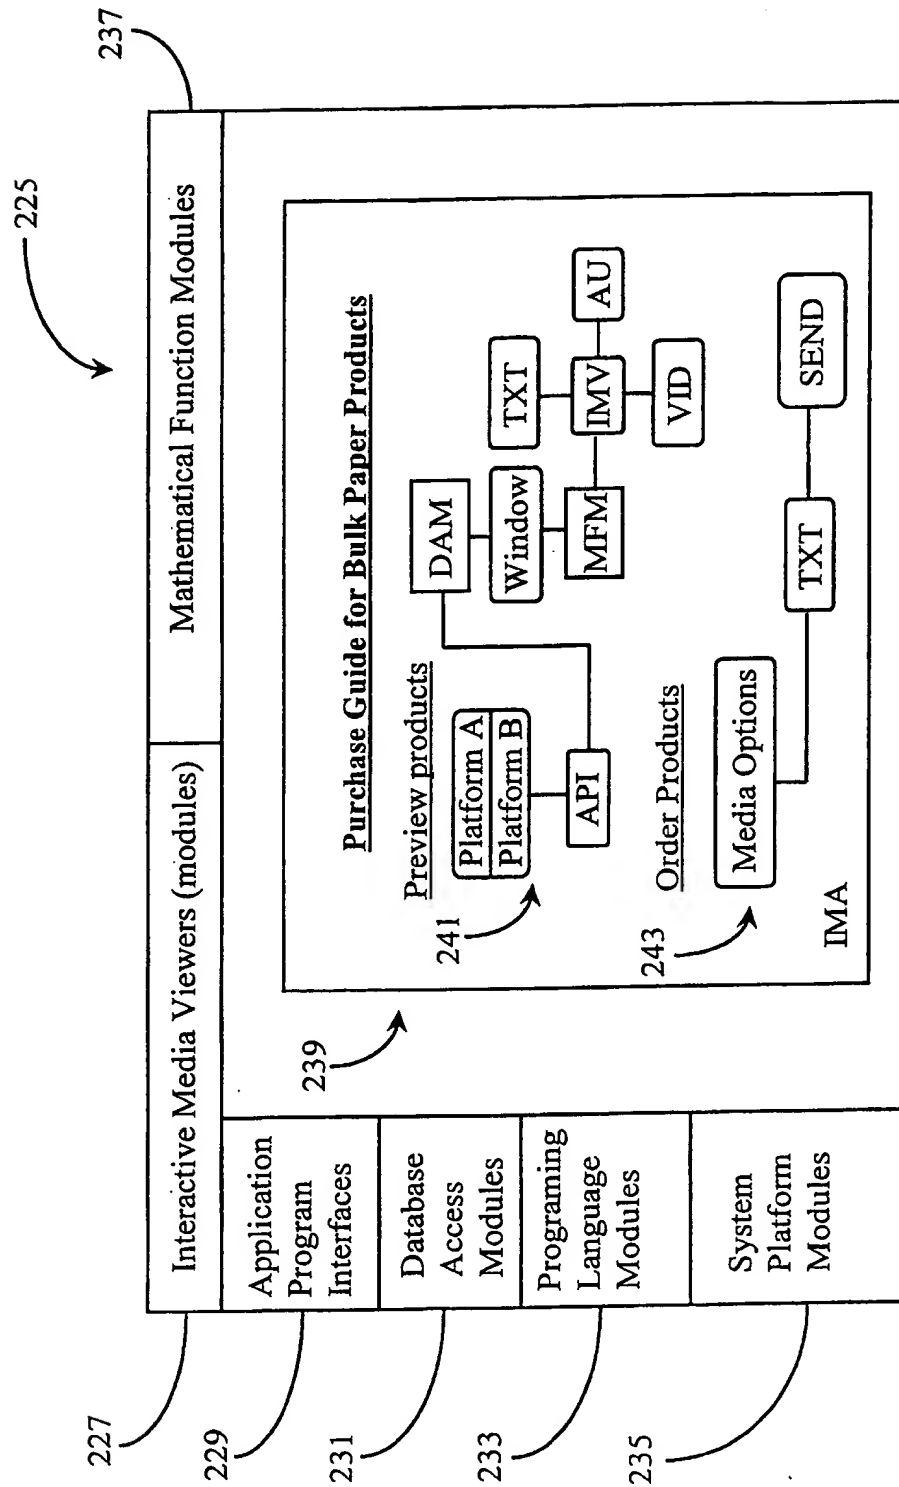 225
237
Interactive Media Viewers (modules)
Mathematical Function Modules
227
Application
Program
Interfaces
229
Database
Access
Modules
231
Programing
Language
Modules
233
System
Platform
Modules
235
239
Purchase Guide for Bulk Paper Products
Preview products
Platform A
Platform B
241
API
DAM
Window
MFM
TXT
IMV
AU
VID
Order Products
Media Options
243
TXT
SEND
IMA